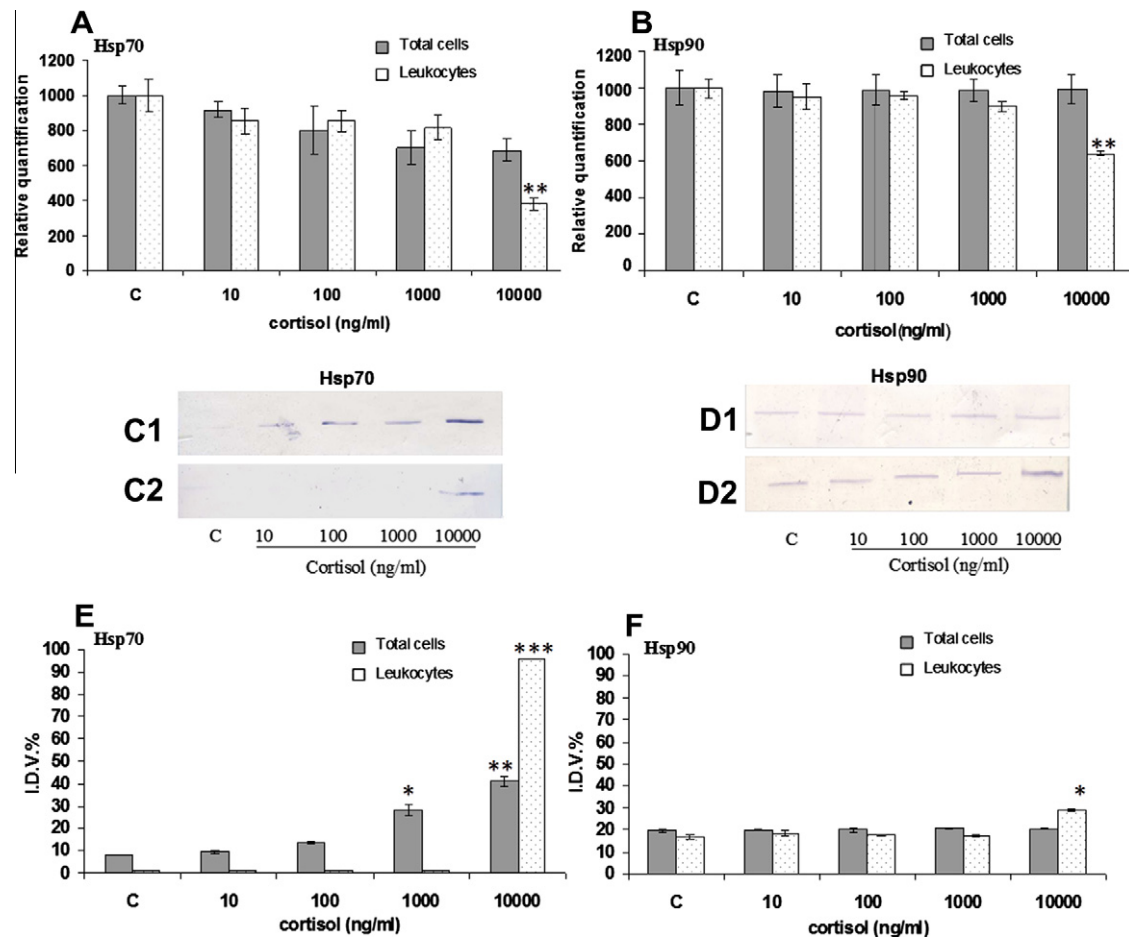 A
Hsp70
Total cells
Leukocytes
Relative quantification
1200
1000
800
600
400
200
0
**
C 10 100 1000 10000
cortisol (ng/ml)
B
Hsp90
Total cells
Leukocytes
Relative quantification
1200
1000
800
600
400
200
0
**
C 10 100 1000 10000
cortisol(ng/ml)
Hsp70
C1
C2
C 10 100 1000 10000
Cortisol (ng/ml)
Hsp90
D1
D2
C 10 100 1000 10000
Cortisol (ng/ml)
E
Hsp70
Total cells
Leukocytes
I.D.V.%
100
90
80
70
60
50
40
30
20
10
0
*
**
***
C 10 100 1000 10000
cortisol (ng/ml)
F
Hsp90
Total cells
Leukocytes
I.D.V.%
100
90
80
70
60
50
40
30
20
10
0
*
C 10 100 1000 10000
cortisol (ng/ml)